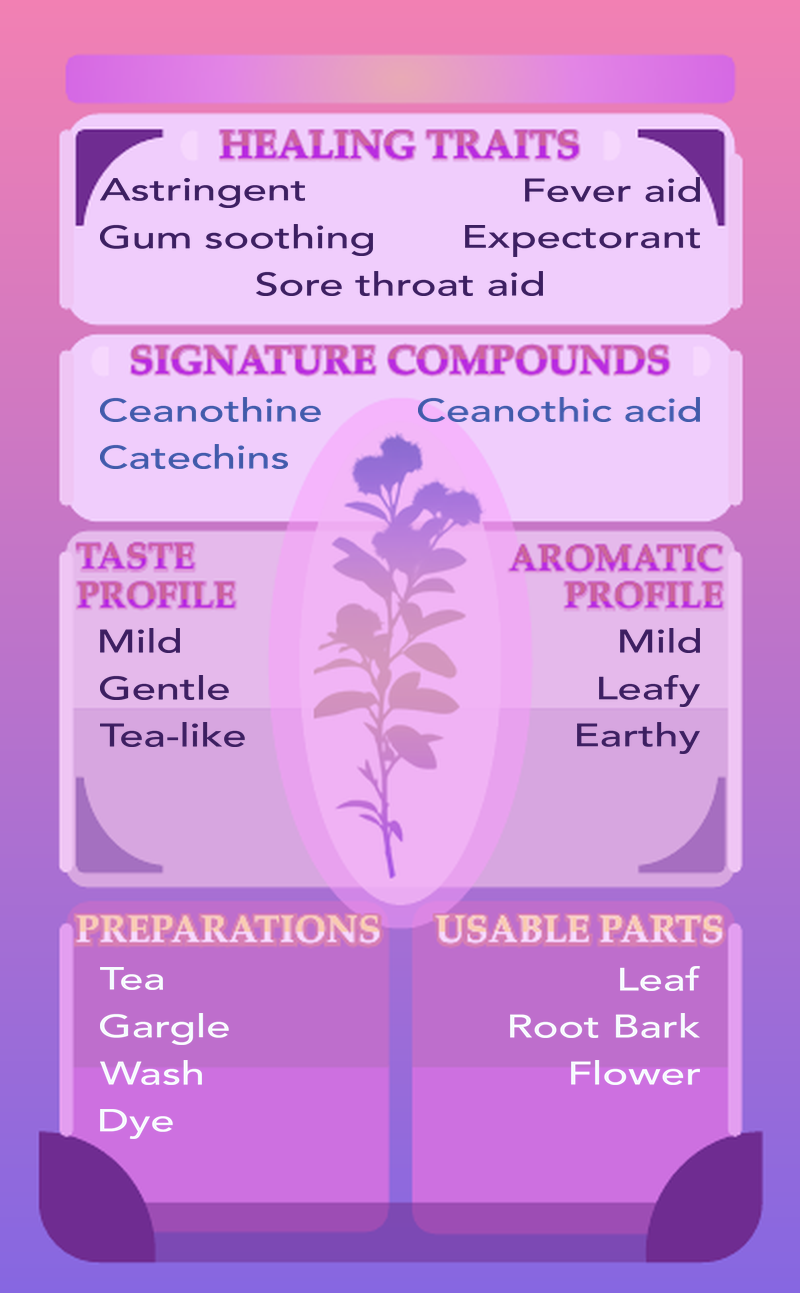 HEALING TRAITS
Astringent Fever aid
Gum soothing Expectorant
Sore throat aid
SIGNATURE COMPOUNDS
Ceanothine Ceanothic acid
Catechins
TASTE
PROFILE
Mild
Gentle
Tea-like
AROMATIC
PROFILE
Mild
Leafy
Earthy
PREPARATIONS
Tea
Gargle
Wash
Dye
USABLE PARTS
Leaf
Root Bark
Flower